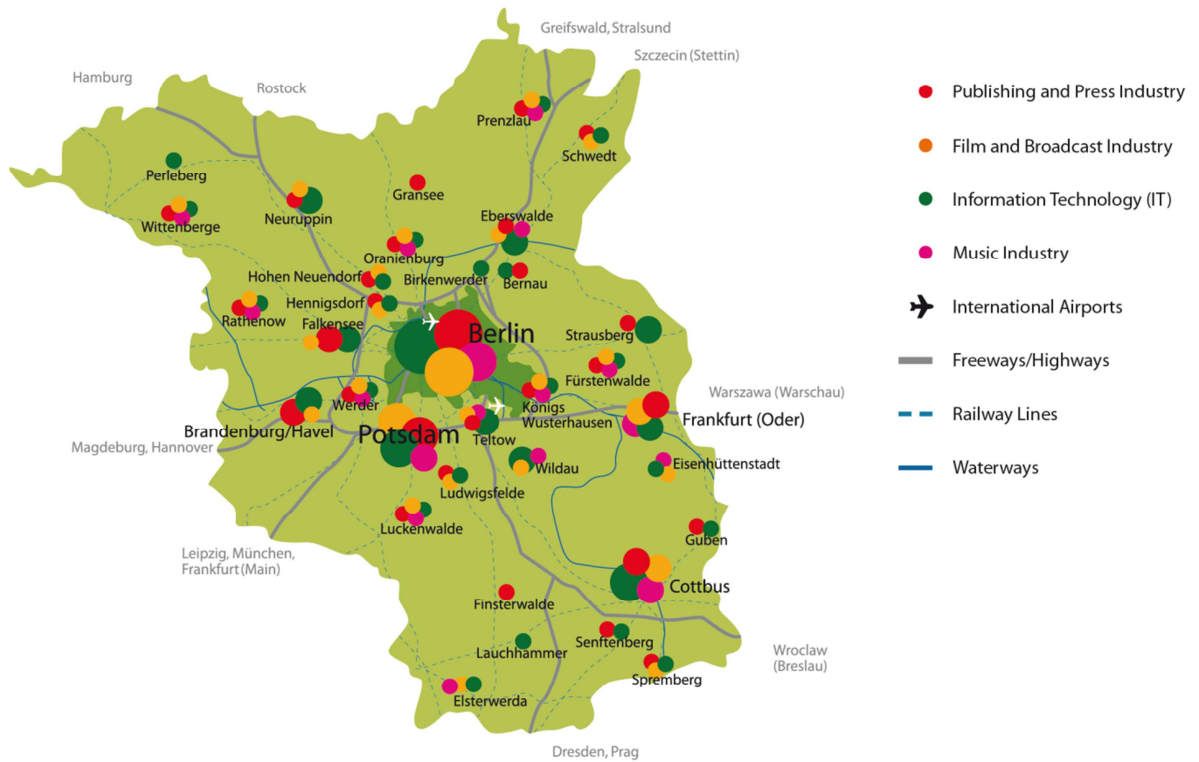 Greifswald, Stralsund
Szczecin (Stettin)
Hamburg
Rostock
Prenzlau
Schwedt
Perleberg
Gransee
Wittenberge
Neuruppin
Eberswalde
Oranienburg
Hohen Neuendorf
Birkenwerder
Bernau
Hennigsdorf
Rathenow
Falkensee
Berlin
Strausberg
Fürstenwalde
Warszawa (Warschau)
Werder
Königs
Wusterhausen
Frankfurt (Oder)
Brandenburg/Havel
Potsdam
Teltow
Magdeburg, Hannover
Wildau
Eisenhüttenstadt
Ludwigsfelde
Luckenwalde
Guben
Leipzig, München,
Frankfurt (Main)
Cottbus
Finsterwalde
Senftenberg
Lauchhammer
Wroclaw
(Breslau)
Spremberg
Elsterwerda
Dresden, Prag
Publishing and Press Industry
Film and Broadcast Industry
Information Technology (IT)
Music Industry
International Airports
Freeways/Highways
Railway Lines
Waterways